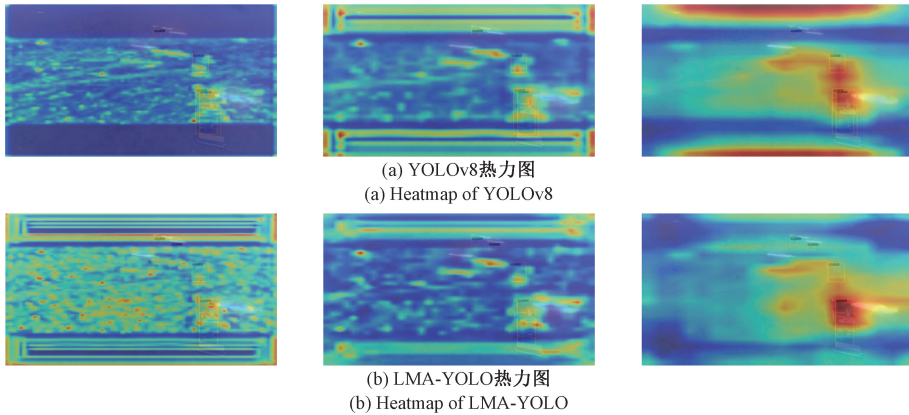 (a) YOLOv8热力图
(a) Heatmap of YOLOv8
(b) LMA-YOLO热力图
(b) Heatmap of LMA-YOLO